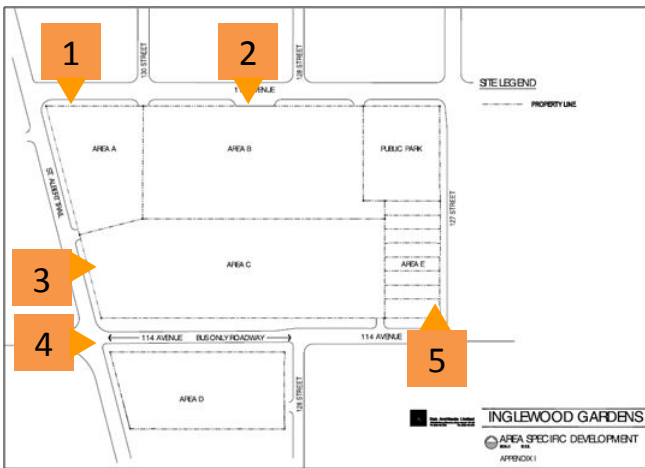 1
2
130 STREET
128 STREET
SITE LEGEND
PROPERTY LINE
AREA A
AREA B
PUBLIC PARK
ST. ALBERT TRAIL
127 STREET
3
AREA C
AREA E
4
114 AVENUE BUS ONLY ROADWAY
114 AVENUE
5
AREA D
128 STREET
INGLEWOOD GARDENS
AREA SPECIFIC DEVELOPMENT
APPENDIX I